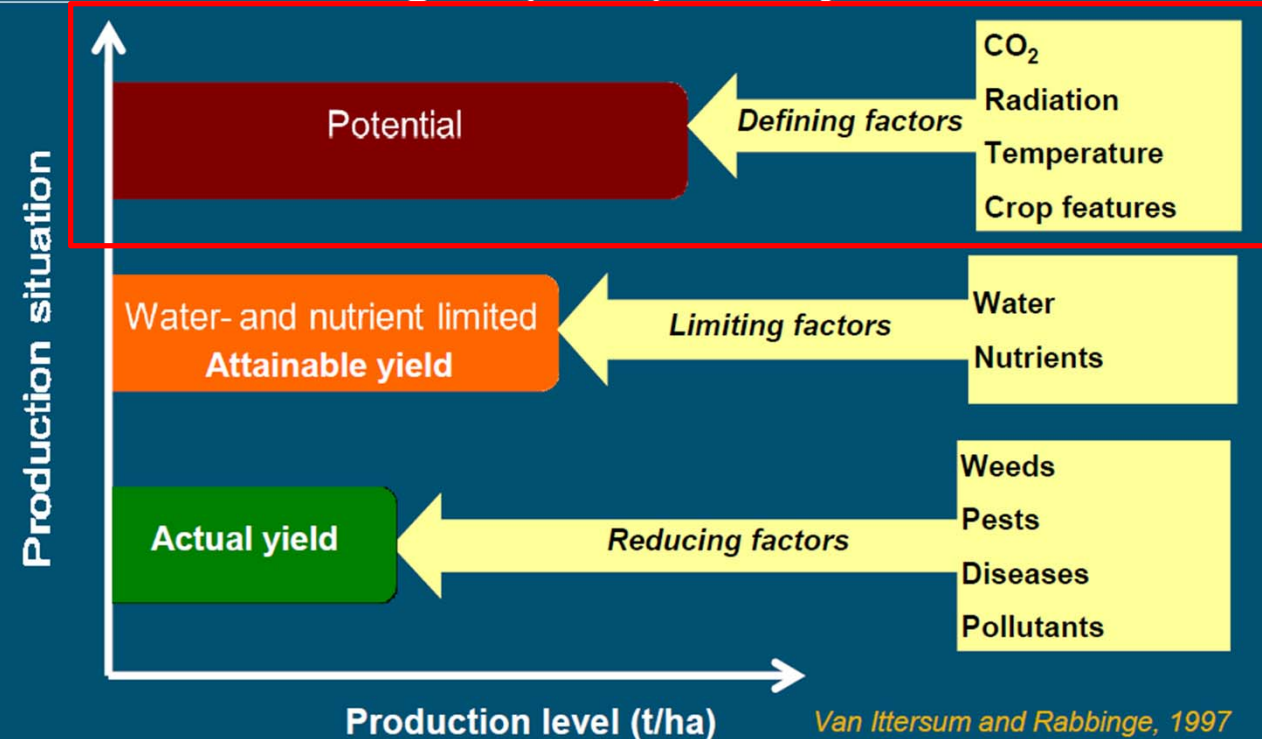 Potential
Defining factors
CO₂
Radiation
Temperature
Crop features
Production situation
Water- and nutrient limited
Attainable yield
Limiting factors
Water
Nutrients
Actual yield
Reducing factors
Weeds
Pests
Diseases
Pollutants
Production level (t/ha)
Van Ittersum and Rabbinge, 1997